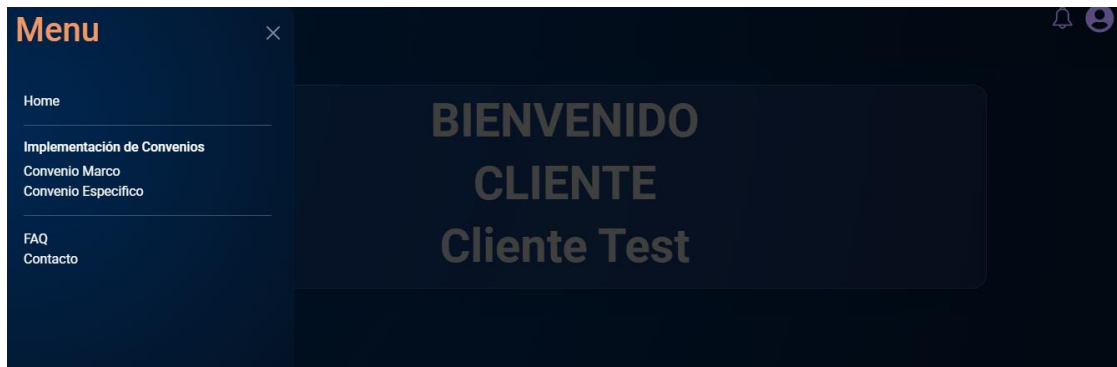 Menu
Home
Implementación de Convenios
Convenio Marco
Convenio Especifico
FAQ
Contacto
BIENVENIDO
CLIENTE
Cliente Test